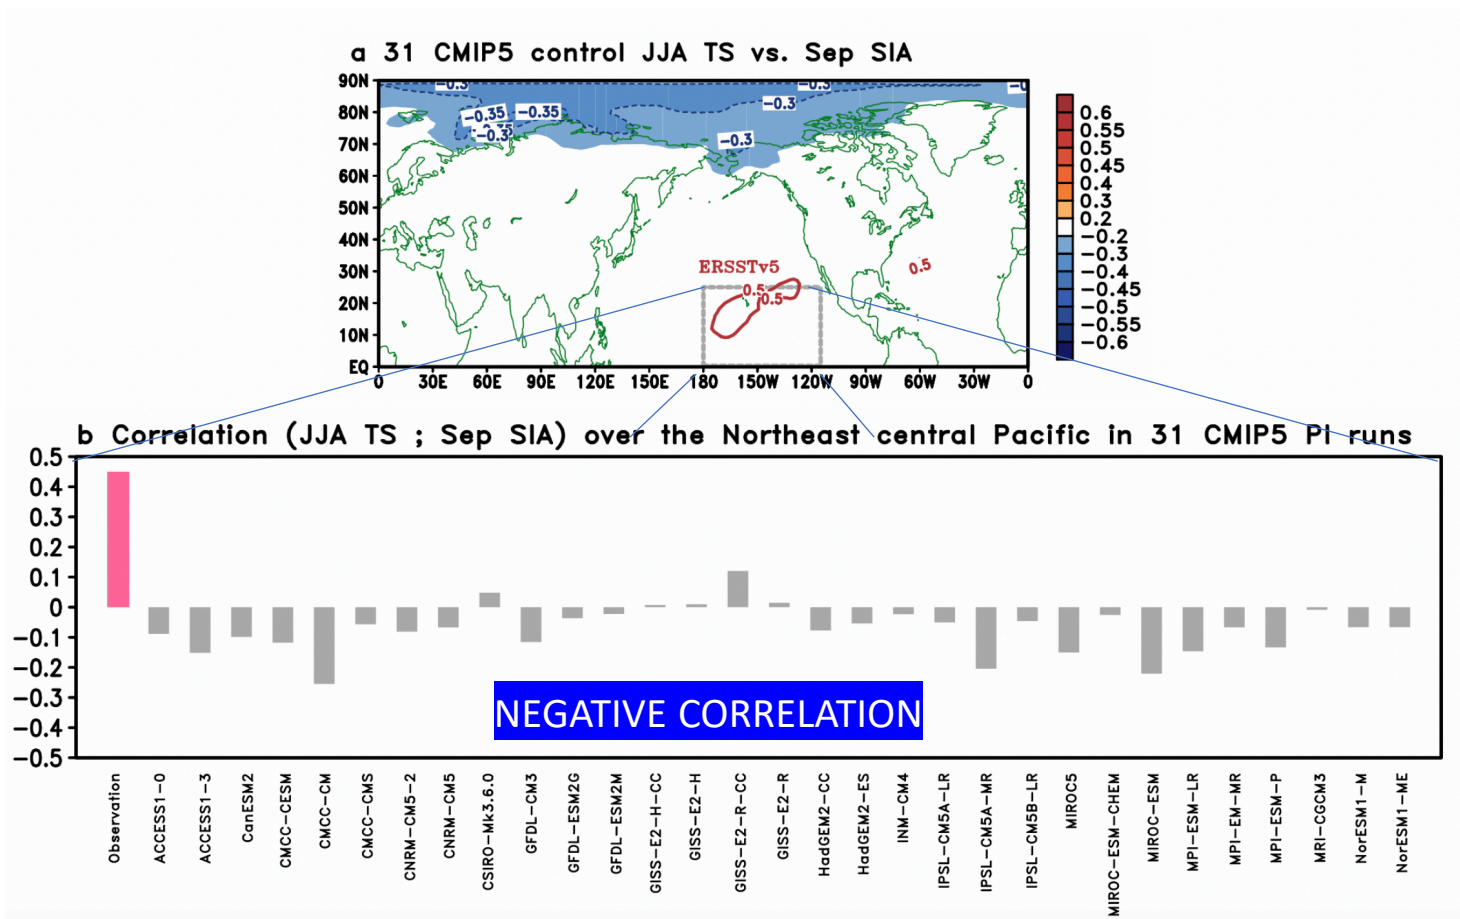 a 31 CMIP5 control JJA TS vs. Sep SIA
90N
80N
70N
60N
50N
40N
30N
20N
10N
EQ
-0.3
-0.3
-0.35
-0.35
-0.3
-0.3
-0.3
ERSSTv5
0.5
0.5
0.5
0 30E 60E 90E 120E 150E 180 150W 120W 90W 60W 30W 0
0.6
0.55
0.5
0.45
0.4
0.3
0.2
-0.2
-0.3
-0.4
-0.45
-0.5
-0.55
-0.6
b Correlation (JJA TS ; Sep SIA) over the Northeast central Pacific in 31 CMIP5 PI runs
0.5
0.4
0.3
0.2
0.1
0
-0.1
-0.2
-0.3
-0.4
-0.5
NEGATIVE CORRELATION
Observation
ACCESS1-0
ACCESS1-3
CanESM2
CMCC-CESM
CMCC-CM
CMCC-CMS
CNRM-CM5-2
CNRM-CM5
CSIRO-Mk3.6.0
GFDL-CM3
GFDL-ESM2G
GFDL-ESM2M
GISS-E2-H-CC
GISS-E2-H
GISS-E2-R-CC
GISS-E2-R
HadGEM2-CC
HadGEM2-ES
INM-CM4
IPSL-CM5A-LR
IPSL-CM5A-MR
IPSL-CM5B-LR
MIROC5
MIROC-ESM-CHEM
MIROC-ESM
MPI-ESM-LR
MPI-EM-MR
MPI-ESM-P
MRI-CGCM3
NorESM1-M
NorESM1-ME